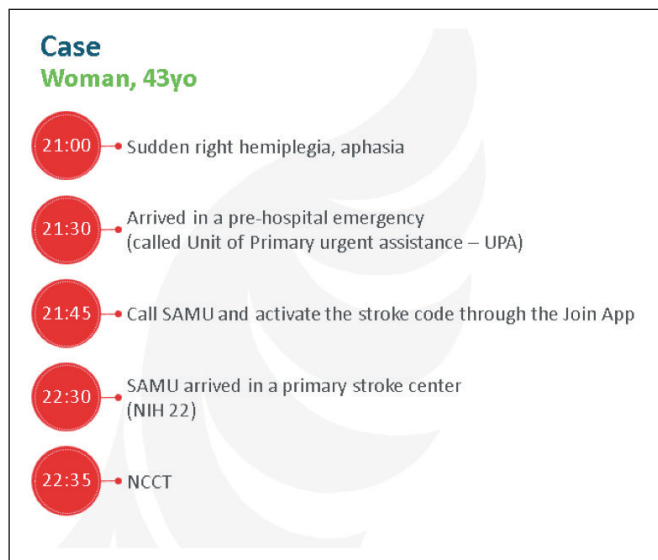 Case
Woman, 43yo
21:00
Sudden right hemiplegia, aphasia
21:30
Arrived in a pre-hospital emergency
(called Unit of Primary urgent assistance – UPA)
21:45
Call SAMU and activate the stroke code through the Join App
22:30
SAMU arrived in a primary stroke center
(NIH 22)
22:35
NCCT